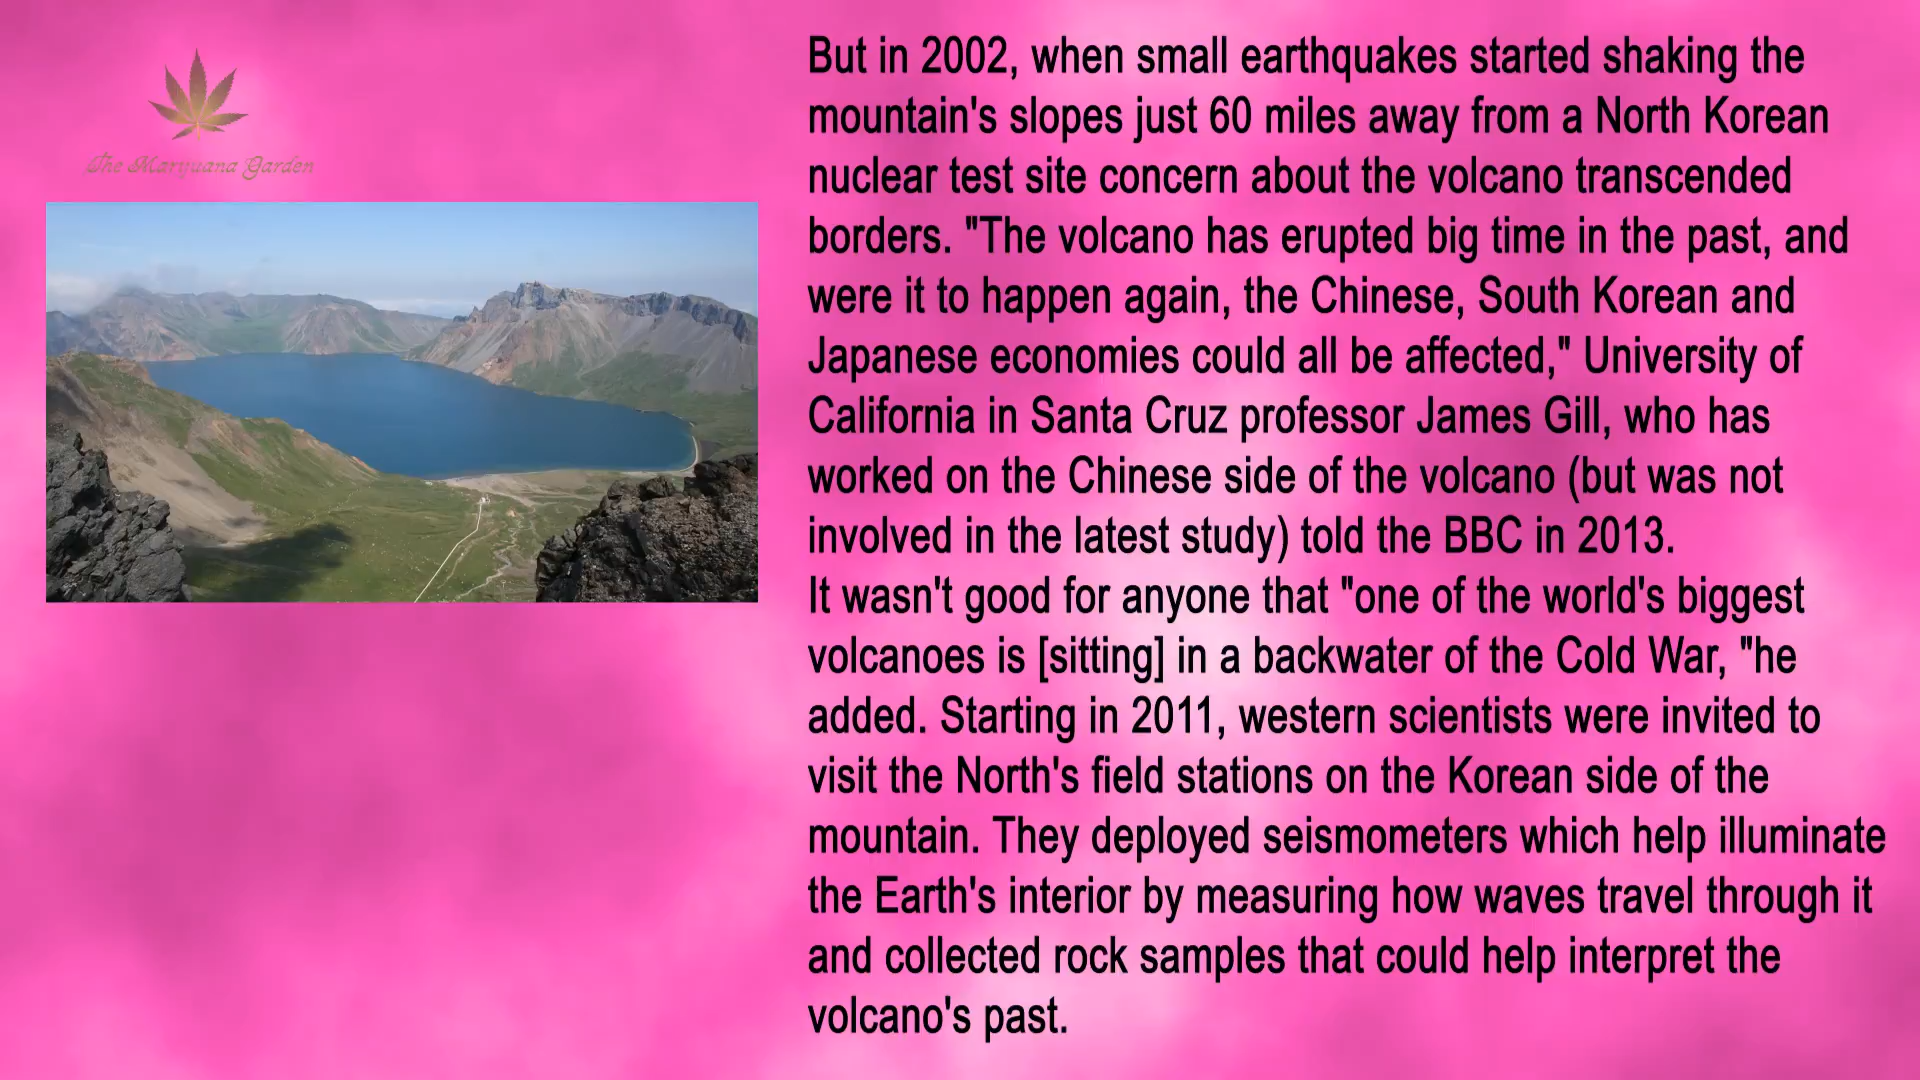 The Marijuana Garden
But in 2002, when small earthquakes started shaking the
mountain's slopes just 60 miles away from a North Korean
nuclear test site concern about the volcano transcended
borders. "The volcano has erupted big time in the past, and
were it to happen again, the Chinese, South Korean and
Japanese economies could all be affected," University of
California in Santa Cruz professor James Gill, who has
worked on the Chinese side of the volcano (but was not
involved in the latest study) told the BBC in 2013.
It wasn't good for anyone that "one of the world's biggest
volcanoes is [sitting] in a backwater of the Cold War, "he
added. Starting in 2011, western scientists were invited to
visit the North's field stations on the Korean side of the
mountain. They deployed seismometers which help illuminate
the Earth's interior by measuring how waves travel through it
and collected rock samples that could help interpret the
volcano's past.